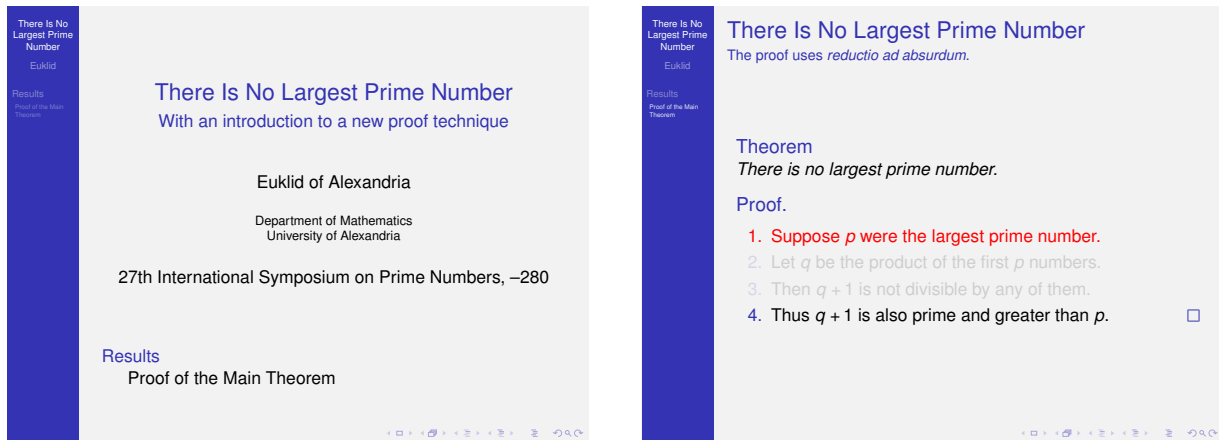 There Is No
Largest Prime
Number
Euklid
Results
Proof of the Main
Theorem
There Is No Largest Prime Number
With an introduction to a new proof technique
Euklid of Alexandria
Department of Mathematics
University of Alexandria
27th International Symposium on Prime Numbers, –280
Results
Proof of the Main Theorem
There Is No
Largest Prime
Number
Euklid
Results
Proof of the Main
Theorem
There Is No Largest Prime Number
The proof uses reductio ad absurdum.
Theorem
There is no largest prime number.
Proof.
1. Suppose p were the largest prime number.
2. Let q be the product of the first p numbers.
3. Then q + 1 is not divisible by any of them.
4. Thus q + 1 is also prime and greater than p.